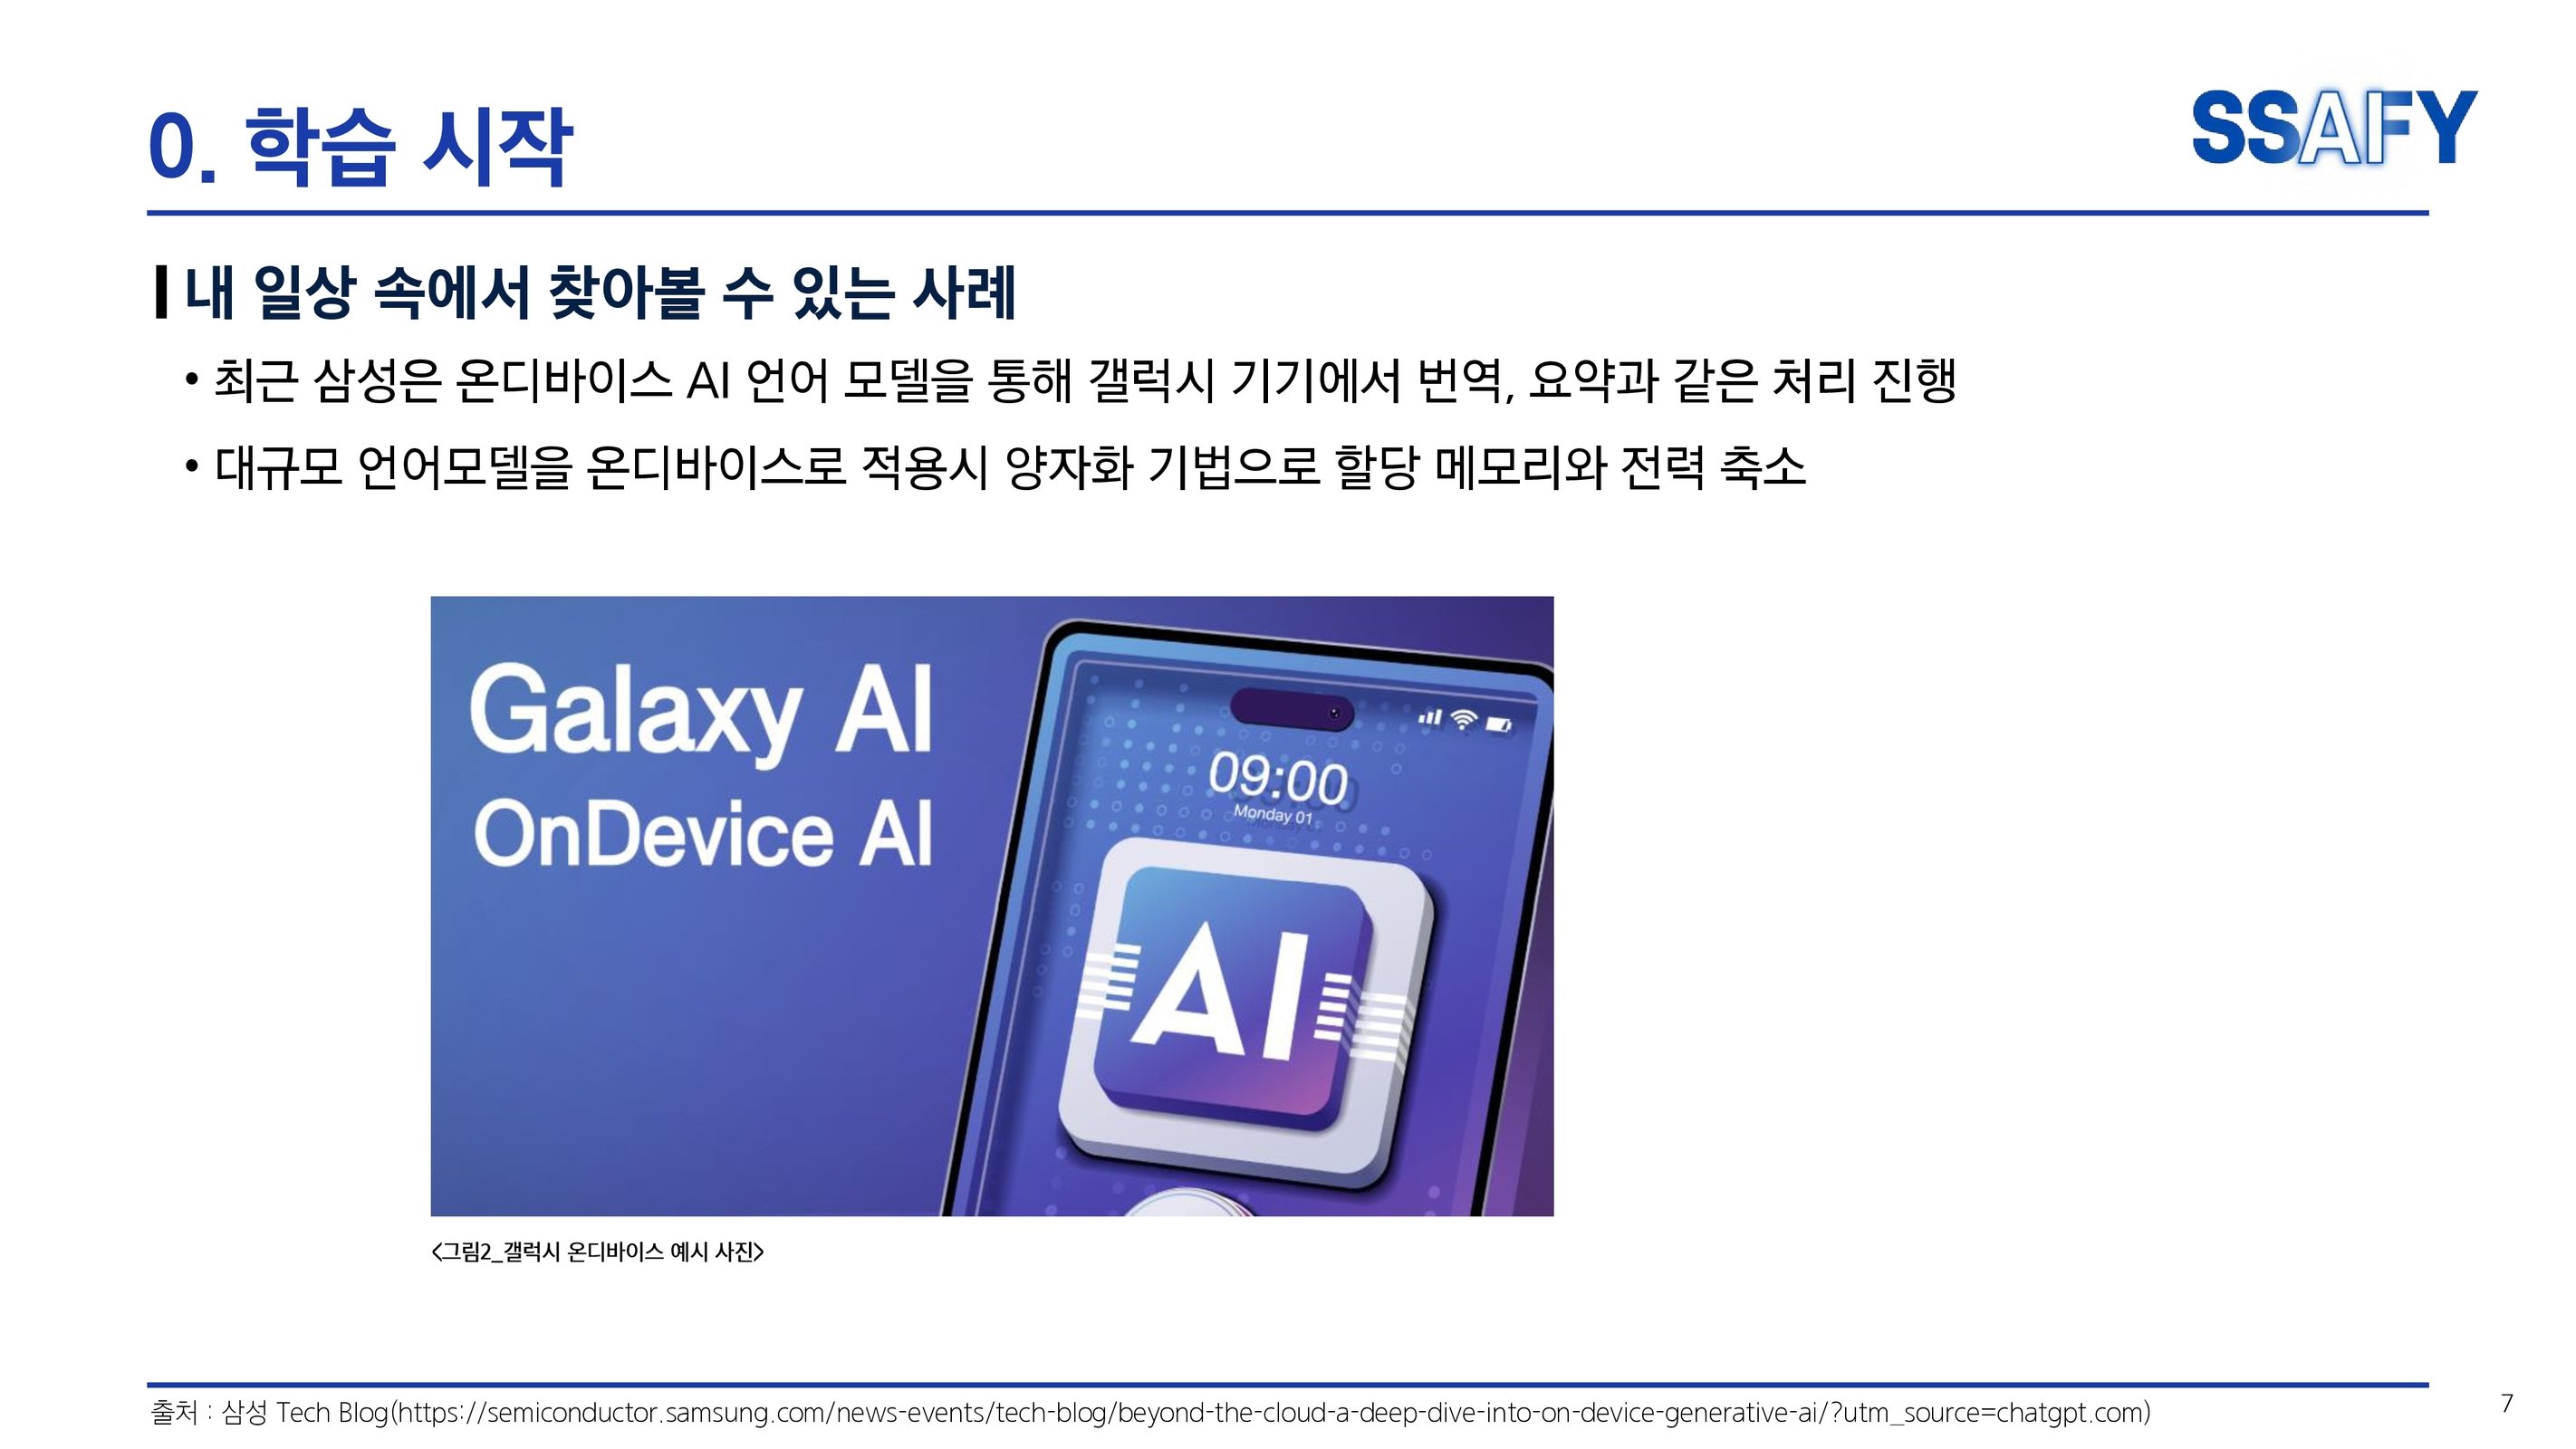 0. 학습 시작
SSAFY
내 일상 속에서 찾아볼 수 있는 사례
• 최근 삼성은 온디바이스 AI 언어 모델을 통해 갤럭시 기기에서 번역, 요약과 같은 처리 진행
• 대규모 언어모델을 온디바이스로 적용시 양자화 기법으로 할당 메모리와 전력 축소
Galaxy AI
OnDevice AI
09:00
Monday 01
AI
<그림2_갤럭시 온디바이스 예시 사진>
출처 : 삼성 Tech Blog(https://semiconductor.samsung.com/news-events/tech-blog/beyond-the-cloud-a-deep-dive-into-on-device-generative-ai/?utm_source=chatgpt.com)
7